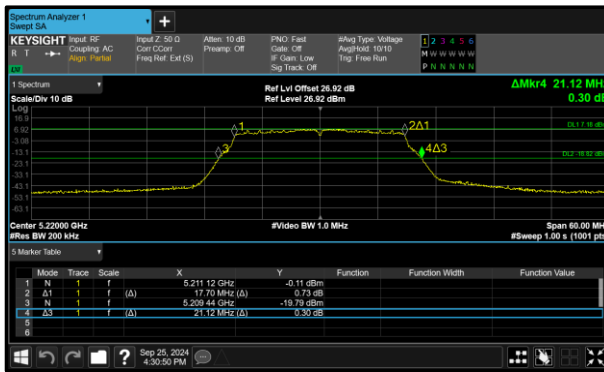 Spectrum Analyzer 1
Swept SA
KEYSIGHT Input: RF Input Z: 50 Ω Atten: 10 dB PNO: Fast #Avg Type: Voltage 1 2 3 4 5 6
R T Coupling: AC Corr CCorr Preamp: Off Gate: Off Avg|Hold: 10/10 M W W W W W
Align: Partial Freq Ref: Ext (S) IF Gain: Low Trig: Free Run
Sig Track: Off P N N N N N
1 Spectrum Ref Lvl Offset 26.92 dB ΔMkr4 21.12 MHz
Scale/Div 10 dB Ref Level 26.92 dBm 0.30 dB
Log
16.9
6.92 1 2Δ1 DL1 7.18 dB
-3.08
-13.1 3 4Δ3
-23.1
-33.1
-43.1
-53.1
-63.1
Center 5.22000 GHz #Video BW 1.0 MHz Span 60.00 MH
#Res BW 200 kHz #Sweep 1.00 s (1001 pts
5 Marker Table
Mode Trace Scale X Y Function Function Width Function Value
1 N 1 f 5.211 12 GHz -0.11 dBm
2 Δ1 1 f (Δ) 17.70 MHz (Δ) 0.73 dB
3 N 1 f 5.209 44 GHz -19.79 dBm
4 Δ3 1 f (Δ) 21.12 MHz (Δ) 0.30 dB
5
6
Sep 25, 2024
4:30:50 PM